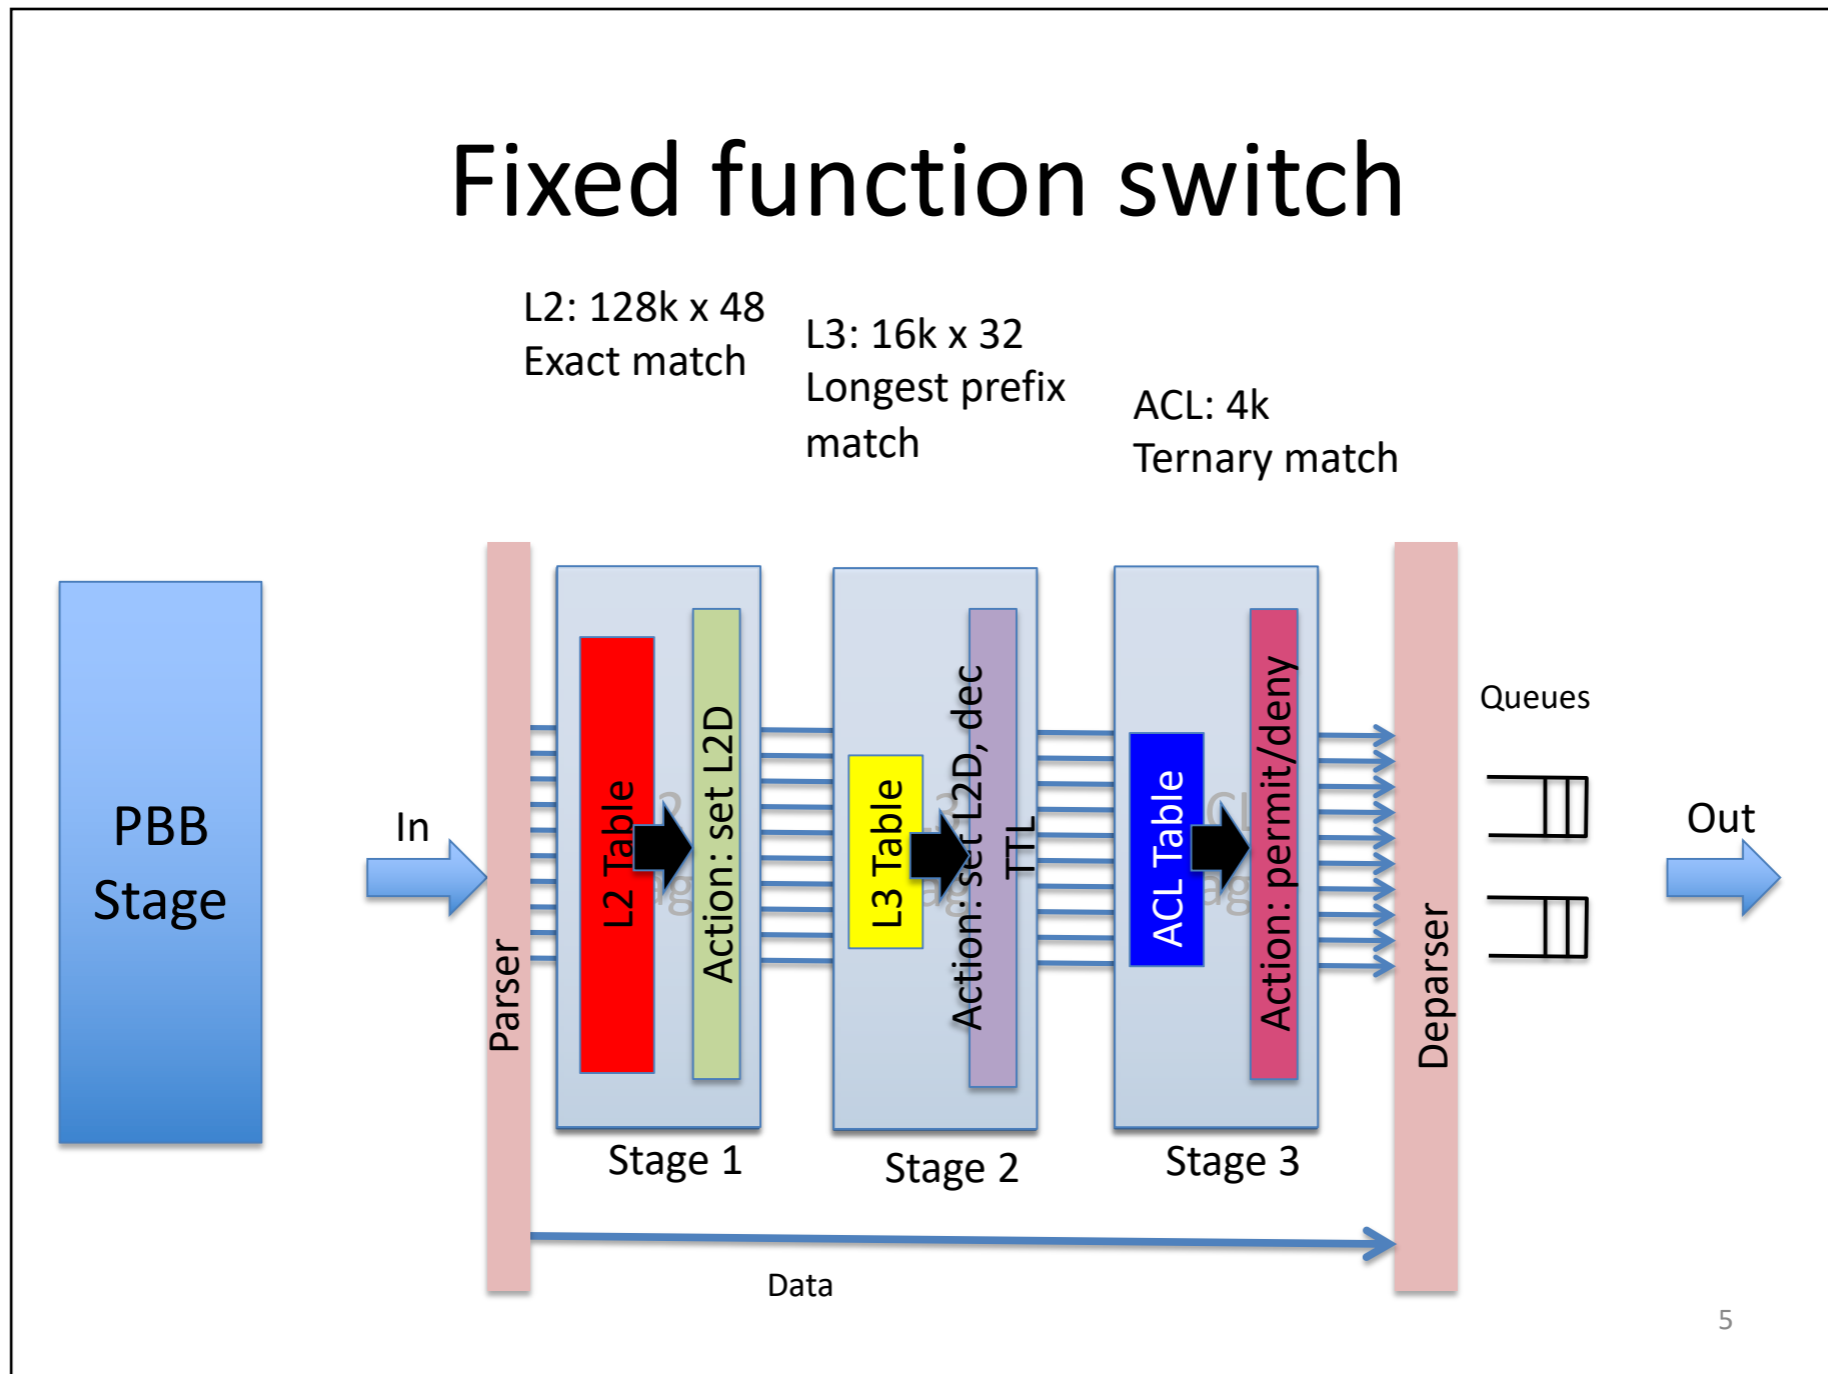 Fixed function switch
L2: 128k x 48
Exact match
L3: 16k x 32
Longest prefix
match
ACL: 4k
Ternary match
PBB
Stage
In
Parser
L2 Table
Action: set L2D
L3 Table
Action: set L2D, dec
TTL
ACL Table
Action: permit/deny
Deparser
Queues
Out
Stage 1
Stage 2
Stage 3
Data
5